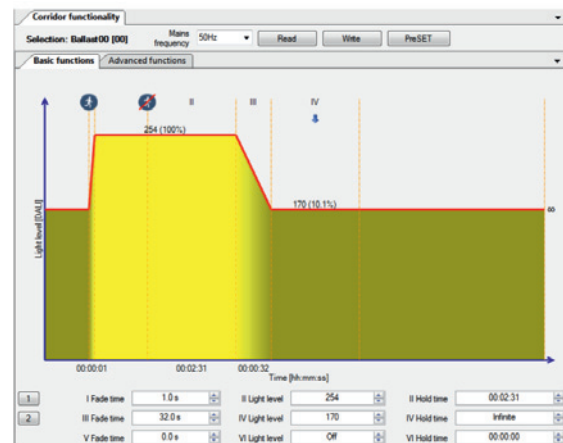 Corridor functionality
Selection: Ballast00 [00] Mains frequency 50Hz Read Write PreSET
Basic functions Advanced functions
II III IV
254 (100%)
170 (10.1%)
∞
Light level [DALI]
00:00:01 00:02:31 00:00:32
Time [hh:mm:ss]
1 I Fade time 1.0 s II Light level 254 II Hold time 00:02:31
2 III Fade time 32.0 s IV Light level 170 IV Hold time Infinite
V Fade time 0.0 s VI Light level Off VI Hold time 00:00:00